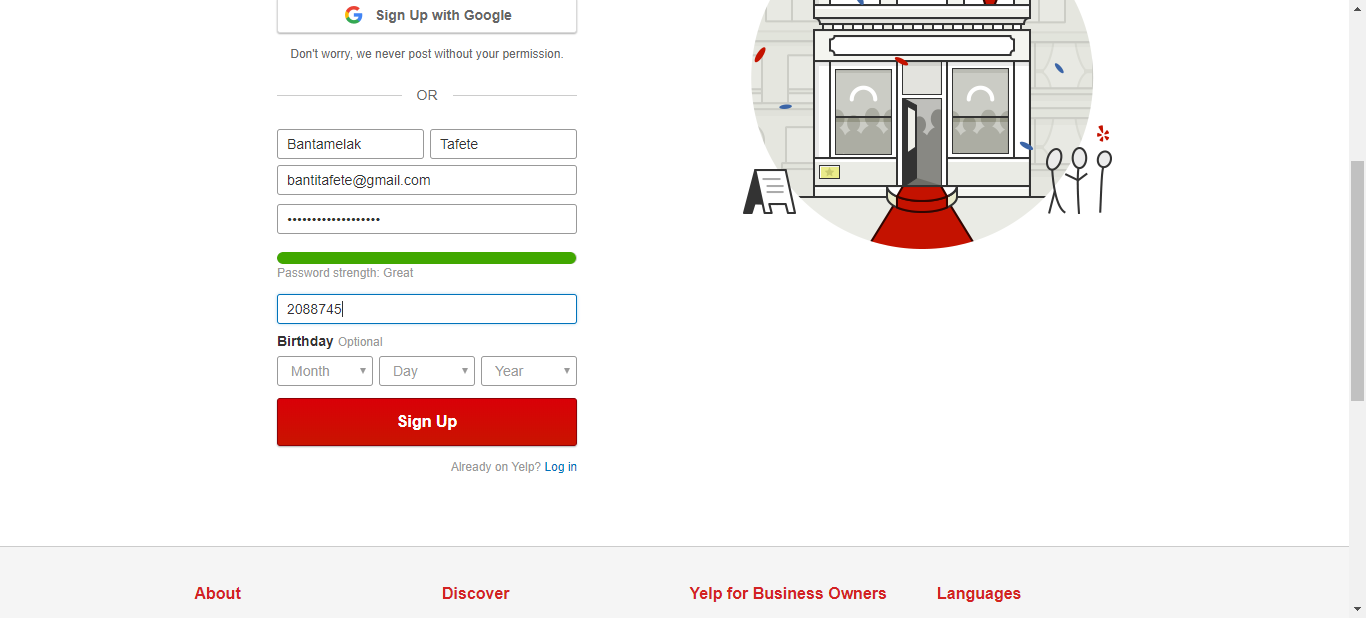 Sign Up with Google
Don't worry, we never post without your permission.
OR
Bantamelak Tafete
bantitafete@gmail.com
•••••••••••••••••••
Password strength: Great
2088745
Birthday Optional
Month Day Year
Sign Up
Already on Yelp? Log in
About Discover Yelp for Business Owners Languages